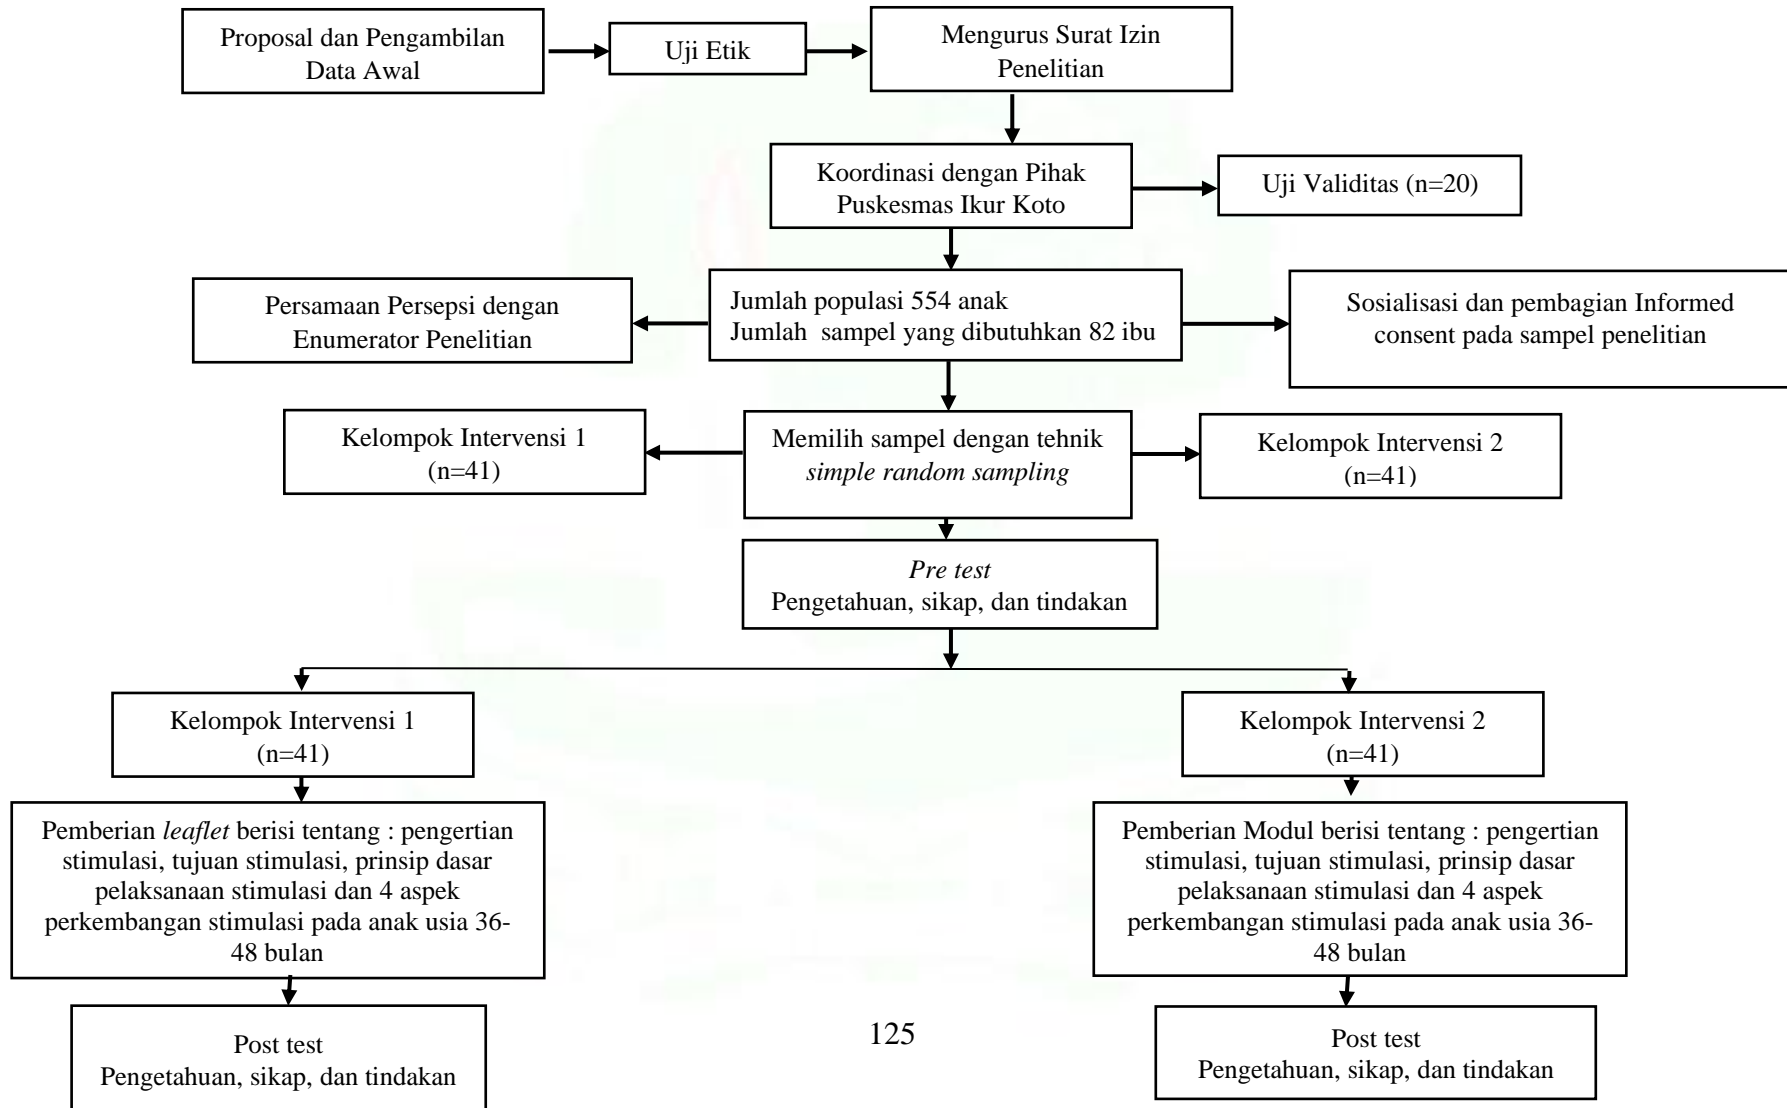 Proposal dan Pengambilan
Data Awal
Uji Etik
Mengurus Surat Izin
Penelitian
Koordinasi dengan Pihak
Puskesmas Ikur Koto
Uji Validitas (n=20)
Persamaan Persepsi dengan
Enumerator Penelitian
Jumlah populasi 554 anak
Jumlah sampel yang dibutuhkan 82 ibu
Sosialisasi dan pembagian Informed
consent pada sampel penelitian
Kelompok Intervensi 1
(n=41)
Memilih sampel dengan tehnik
simple random sampling
Kelompok Intervensi 2
(n=41)
Pre test
Pengetahuan, sikap, dan tindakan
Kelompok Intervensi 1
(n=41)
Kelompok Intervensi 2
(n=41)
Pemberian leaflet berisi tentang : pengertian
stimulasi, tujuan stimulasi, prinsip dasar
pelaksanaan stimulasi dan 4 aspek
perkembangan stimulasi pada anak usia 36-
48 bulan
Pemberian Modul berisi tentang : pengertian
stimulasi, tujuan stimulasi, prinsip dasar
pelaksanaan stimulasi dan 4 aspek
perkembangan stimulasi pada anak usia 36-
48 bulan
Post test
Pengetahuan, sikap, dan tindakan
125
Post test
Pengetahuan, sikap, dan tindakan